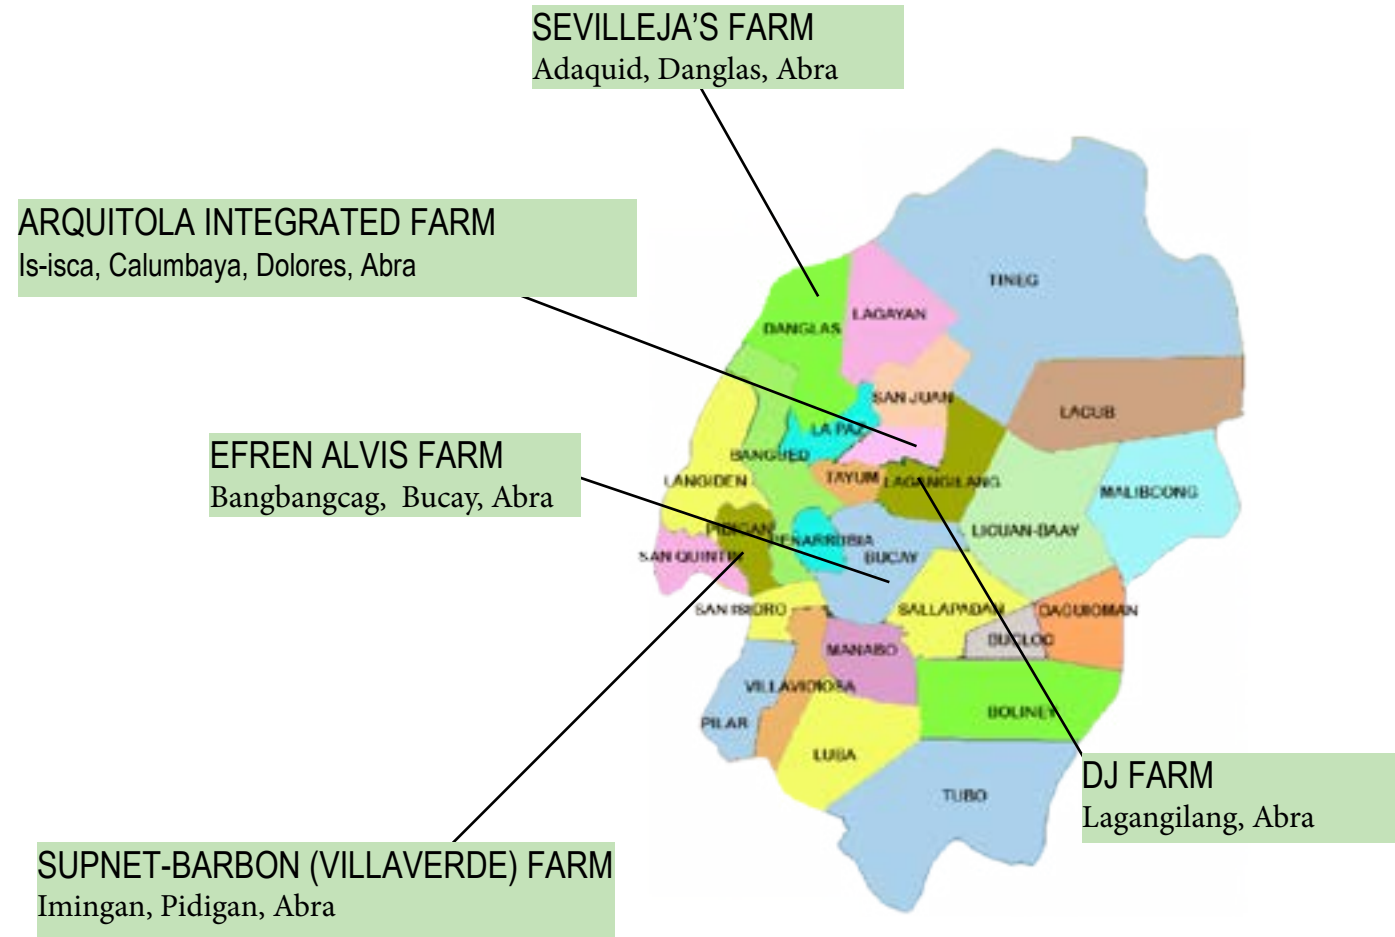 SEVILLEJA'S FARM
Adaquid, Danglas, Abra
ARQUITOLA INTEGRATED FARM
Is-isca, Calumbaya, Dolores, Abra
TINEG
LAGAYAN
DANGLAS
SAN JUAN
LACUB
LA PAZ
EFREN ALVIS FARM
Bangbangcag, Bucay, Abra
BANGUED
LANGIDEN
TAYUM
LAGANGILANG
MALIBCONG
PIDIGAN
PENARRUBIA
LICUAN-BAAY
SAN QUINTIN
BUCAY
SAN ISIDRO
SALLAPADAN
DAGUIOMAN
BUCLOC
MANABO
VILLAVICIOSA
PILAR
BOLINEY
LUBA
TUBO
DJ FARM
Lagangilang, Abra
SUPNET-BARBON (VILLAVERDE) FARM
Imingan, Pidigan, Abra